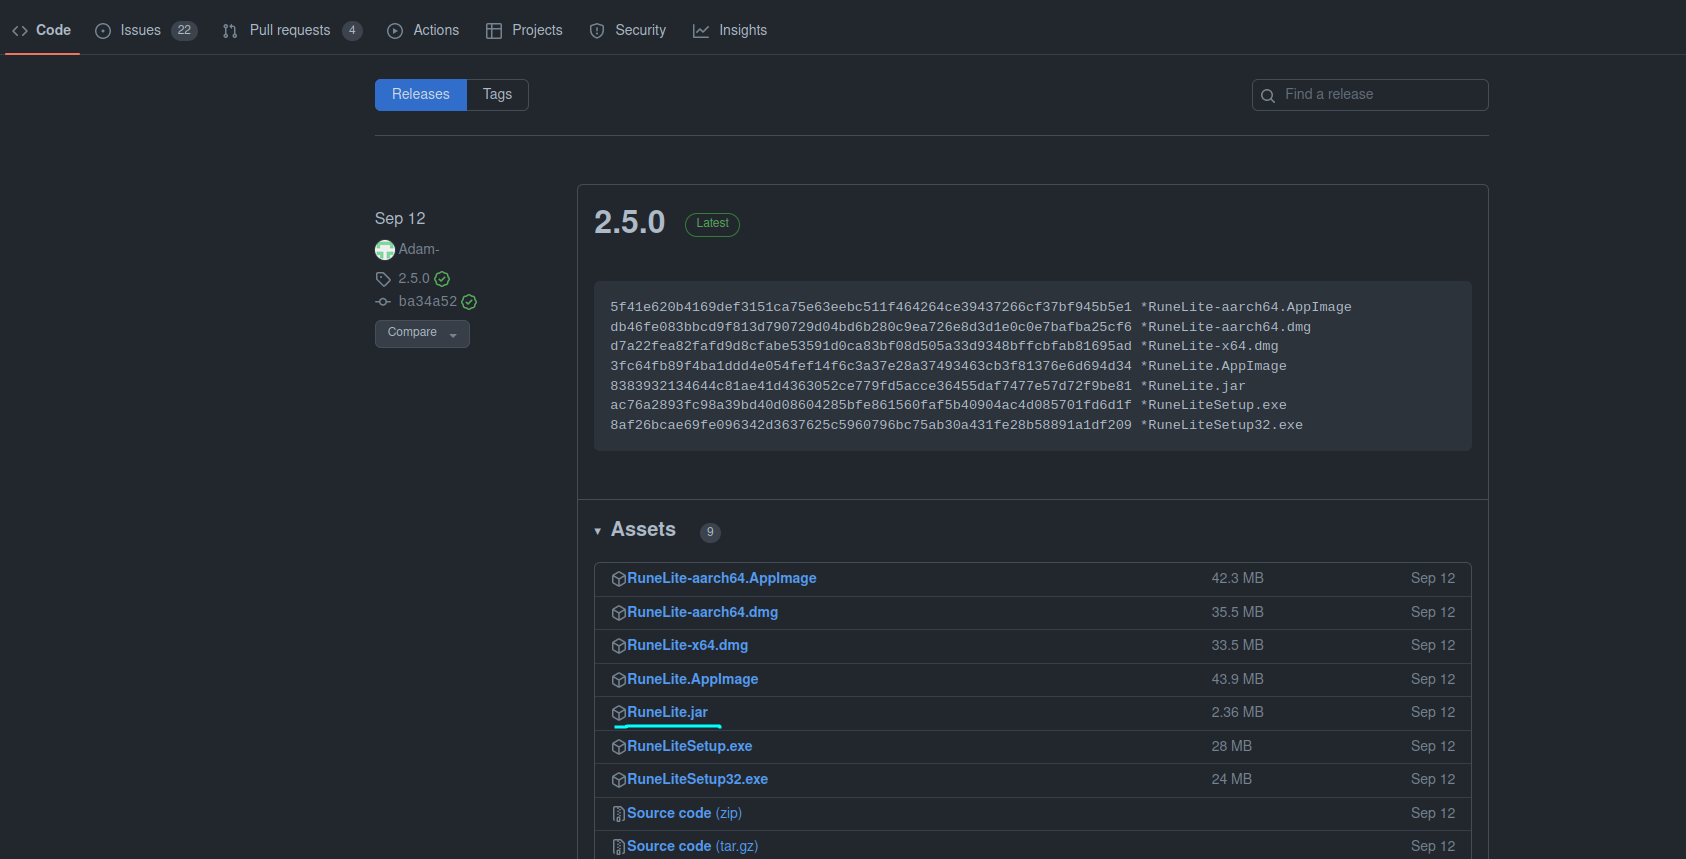 Code Issues 22 Pull requests 4 Actions Projects Security Insights
Releases Tags Find a release
Sep 12
Adam-
2.5.0
ba34a52
Compare
2.5.0 Latest
5f41e620b4169def3151ca75e63eebc511f464264ce39437266cf37bf945b5e1 *RuneLite-aarch64.AppImage
db46fe083bbcd9f813d790729d04bd6b280c9ea726e8d3d1e0c0e7bafba25cf6 *RuneLite-aarch64.dmg
d7a22fea82fafd9d8cfabe53591d0ca83bf08d505a33d9348bffcbfab81695ad *RuneLite-x64.dmg
3fc64fb89f4ba1ddd4e054fef14f6c3a37e28a37493463cb3f81376e6d694d34 *RuneLite.AppImage
8383932134644c81ae41d4363052ce779fd5acce36455daf7477e57d72f9be81 *RuneLite.jar
ac76a2893fc98a39bd40d08604285bfe861560faf5b40904ac4d085701fd6d1f *RuneLiteSetup.exe
8af26bcae69fe096342d3637625c5960796bc75ab30a431fe28b58891a1df209 *RuneLiteSetup32.exe
Assets 9
RuneLite-aarch64.AppImage 42.3 MB Sep 12
RuneLite-aarch64.dmg 35.5 MB Sep 12
RuneLite-x64.dmg 33.5 MB Sep 12
RuneLite.AppImage 43.9 MB Sep 12
RuneLite.jar 2.36 MB Sep 12
RuneLiteSetup.exe 28 MB Sep 12
RuneLiteSetup32.exe 24 MB Sep 12
Source code (zip) Sep 12
Source code (tar.gz) Sep 12